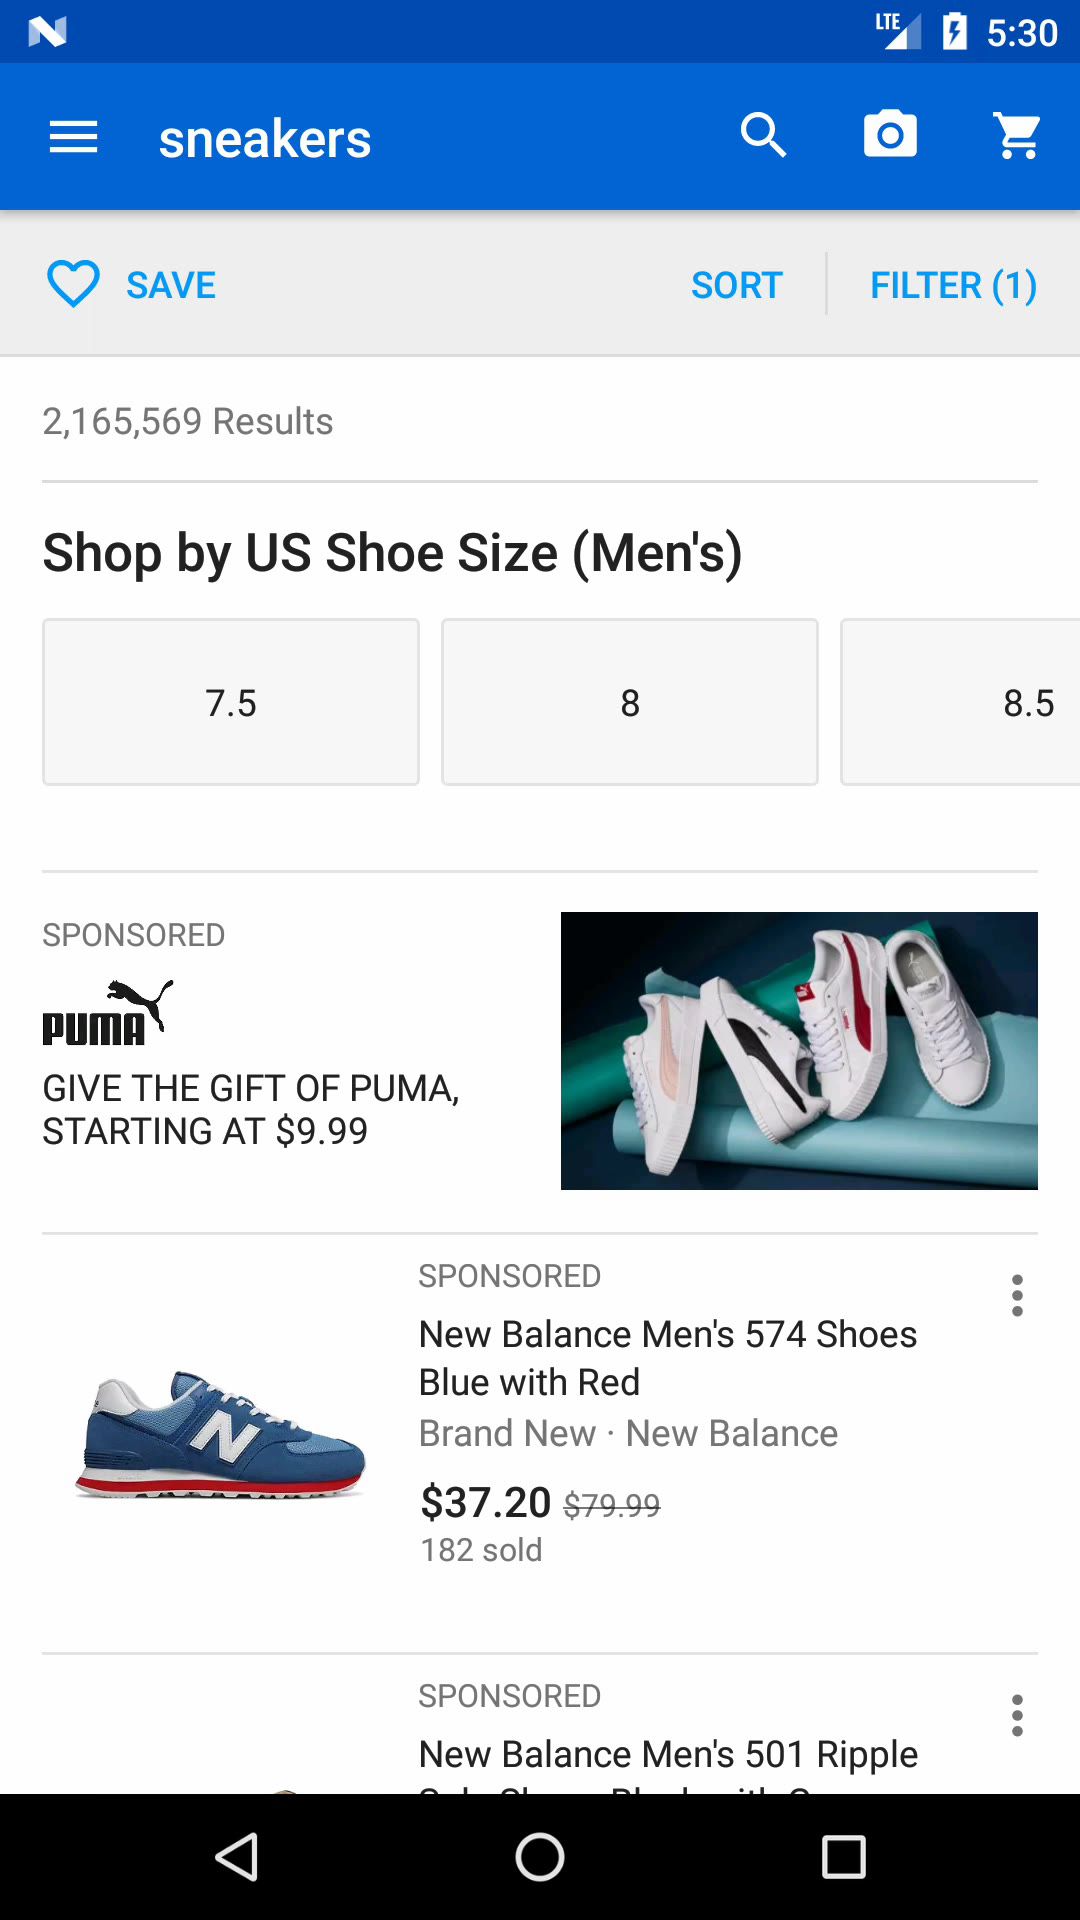 LTE 5:30
sneakers
SAVE SORT FILTER (1)
2,165,569 Results
Shop by US Shoe Size (Men's)
7.5 8 8.5
SPONSORED
PUMA
GIVE THE GIFT OF PUMA,
STARTING AT $9.99
SPONSORED
New Balance Men's 574 Shoes
Blue with Red
Brand New · New Balance
$37.20 $79.99
182 sold
SPONSORED
New Balance Men's 501 Ripple